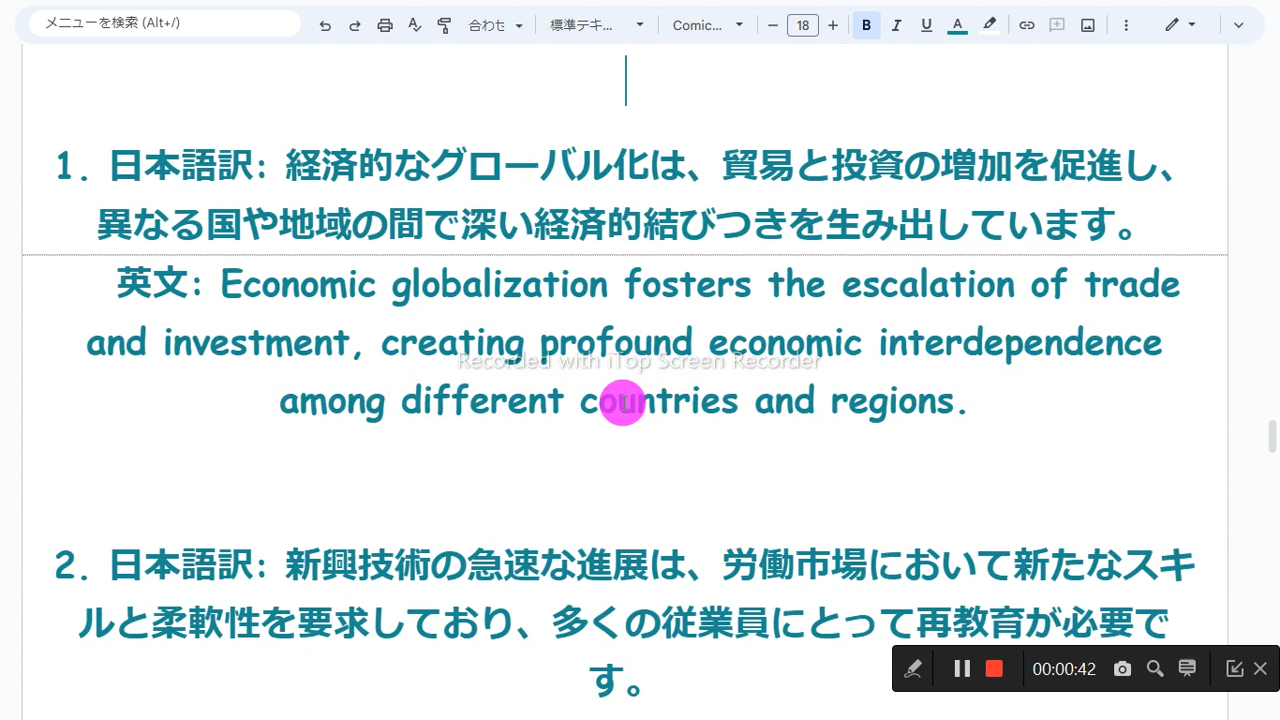 メニューを検索 (Alt+/)
合わせ
標準テキ...
Comic...
18
B
I
U
A
1. 日本語訳: 経済的なグローバル化は、貿易と投資の増加を促進し、
異なる国や地域の間で深い経済的結びつきを生み出しています。
英文: Economic globalization fosters the escalation of trade
and investment, creating profound economic interdependence
Recorded with iTop Screen Recorder
among different countries and regions.
2. 日本語訳: 新興技術の急速な進展は、労働市場において新たなスキ
ルと柔軟性を要求しており、多くの従業員にとって再教育が必要で
す。
00:00:42